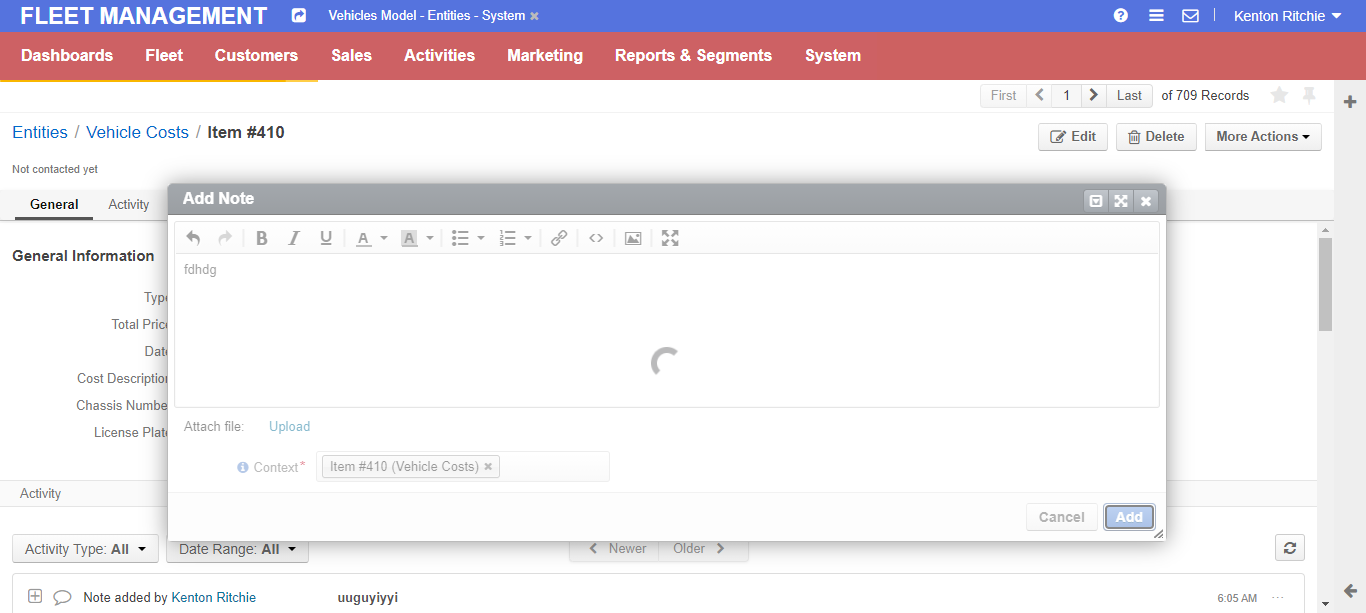 FLEET MANAGEMENT Vehicles Model - Entities - System Kenton Ritchie
Dashboards Fleet Customers Sales Activities Marketing Reports & Segments System
First 1 Last of 709 Records
Entities / Vehicle Costs / Item #410 Edit Delete More Actions
Not contacted yet
General Activity
Add Note
General Information
fdhdg
Type
Total Price
Date
Cost Description
Chassis Numbe
License Plate
Attach file: Upload
Context* Item #410 (Vehicle Costs)
Activity
Cancel Add
Activity Type: All Date Range: All Newer Older
Note added by Kenton Ritchie uuguyiyyi 6:05 AM